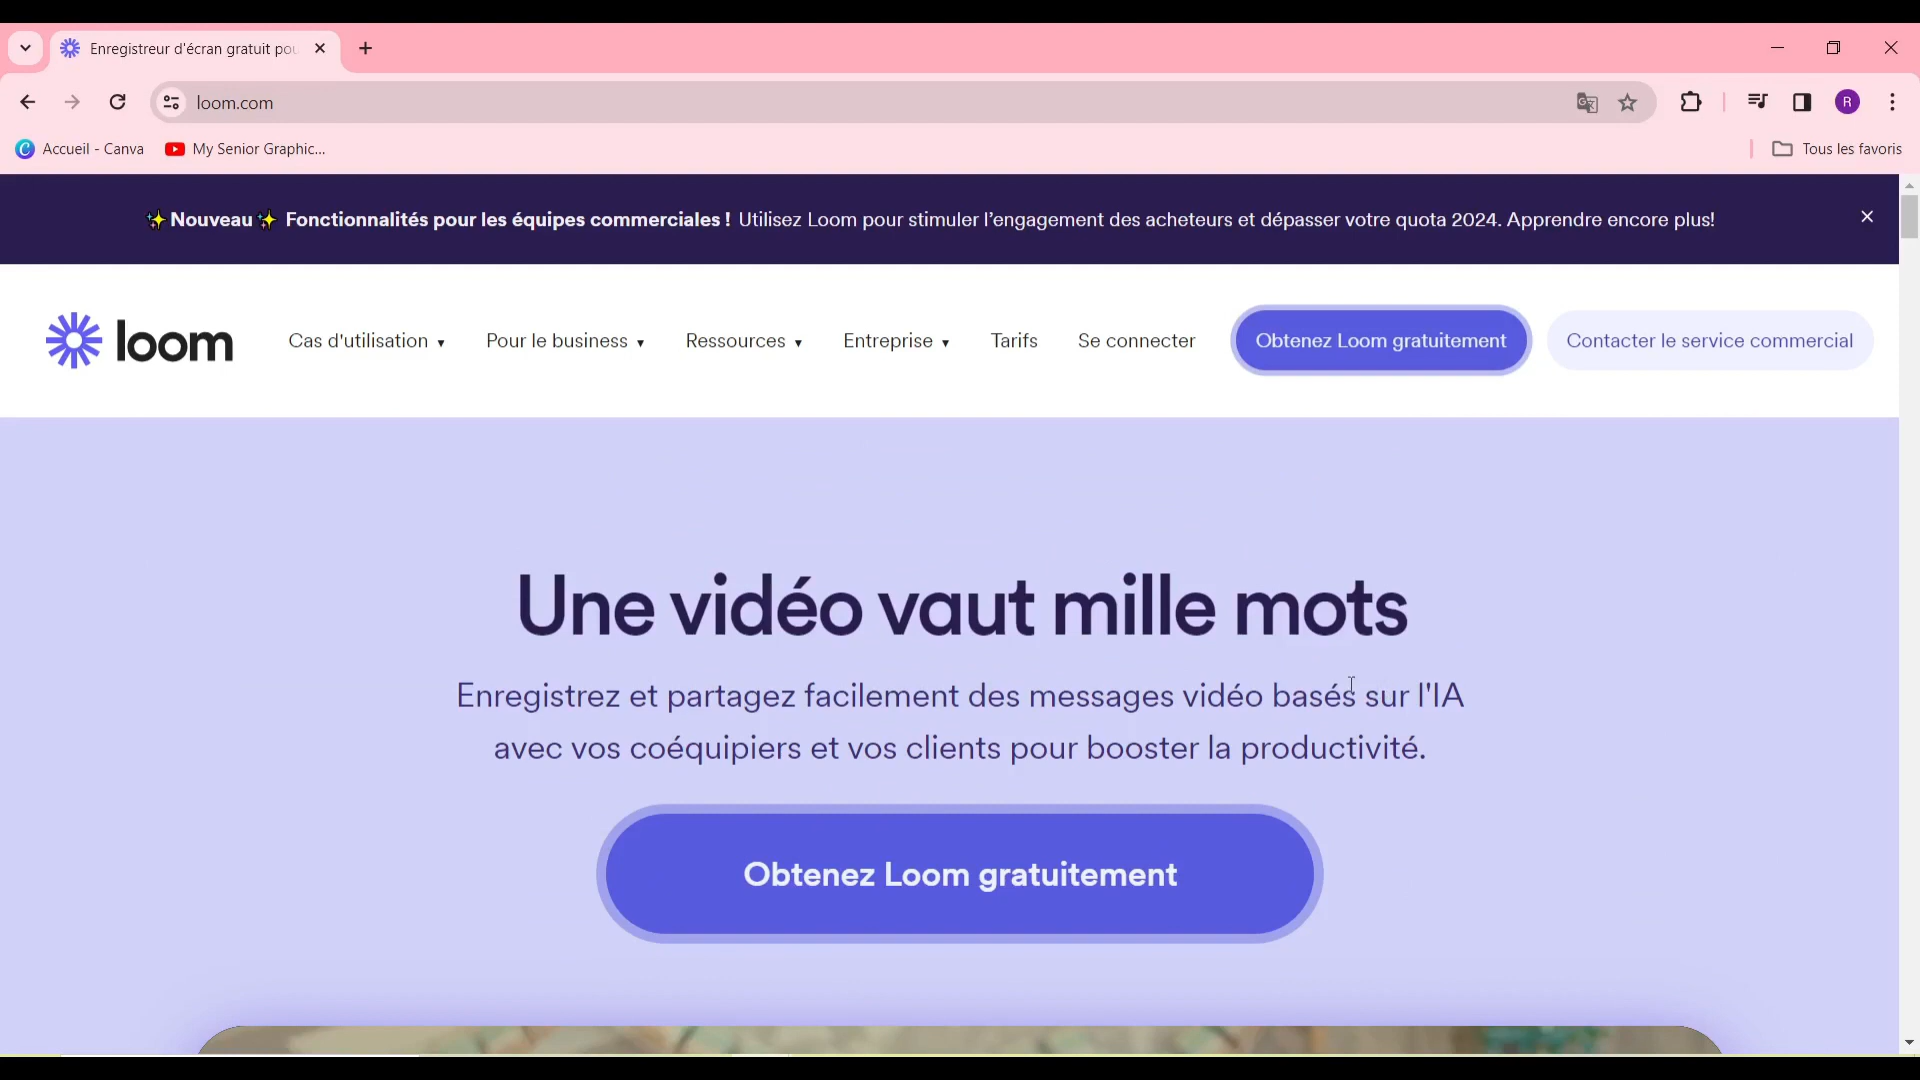 Enregistreur d'écran gratuit pou
loom.com
R
Accueil - Canva
My Senior Graphic...
Tous les favoris
✨Nouveau✨ Fonctionnalités pour les équipes commerciales ! Utilisez Loom pour stimuler l’engagement des acheteurs et dépasser votre quota 2024. Apprendre encore plus!
loom
Cas d'utilisation ▾
Pour le business ▾
Ressources ▾
Entreprise ▾
Tarifs
Se connecter
Obtenez Loom gratuitement
Contacter le service commercial
Une vidéo vaut mille mots
Enregistrez et partagez facilement des messages vidéo basés sur l'IA
avec vos coéquipiers et vos clients pour booster la productivité.
Obtenez Loom gratuitement